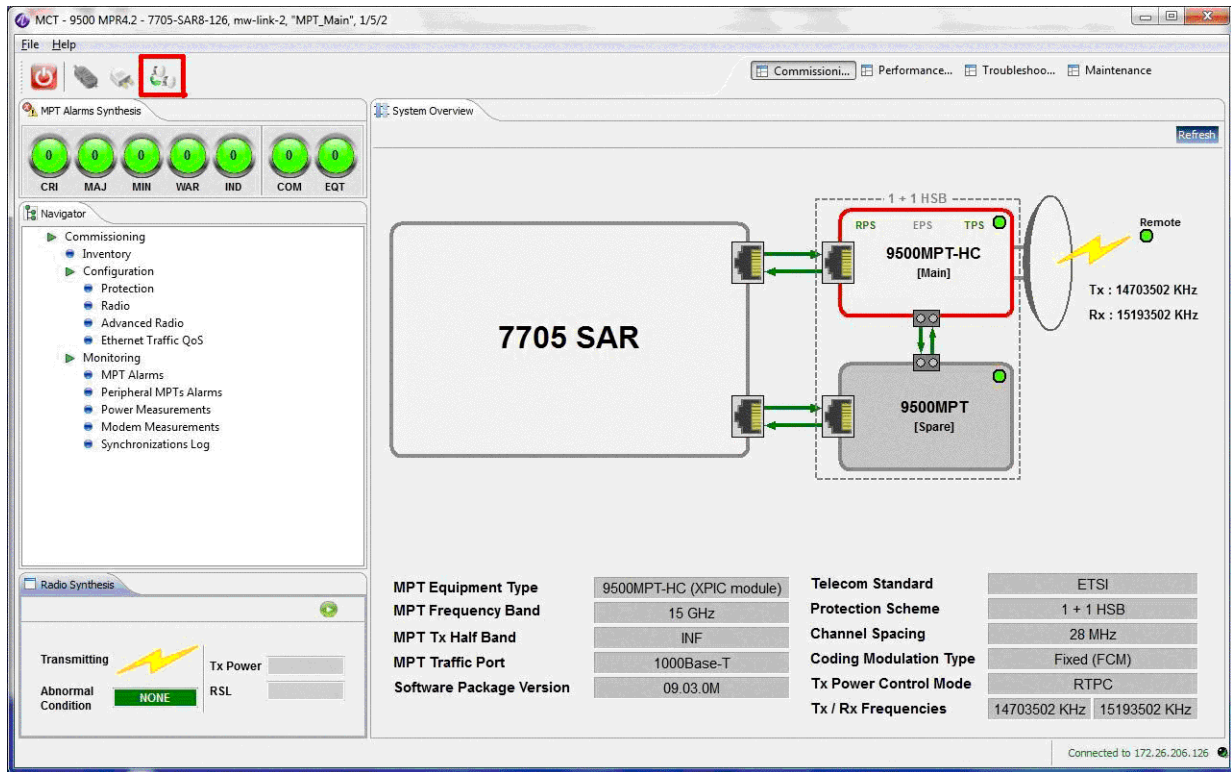 MCT - 9500 MPR4.2 - 7705-SAR8-126, mw-link-2, "MPT_Main", 1/5/2
File Help
Commissioni... Performance... Troubleshoo... Maintenance
MPT Alarms Synthesis
0 0 0 0 0 0 0
CRI MAJ MIN WAR IND COM EQT
Navigator
Commissioning
Inventory
Configuration
Protection
Radio
Advanced Radio
Ethernet Traffic QoS
Monitoring
MPT Alarms
Peripheral MPTs Alarms
Power Measurements
Modem Measurements
Synchronizations Log
Radio Synthesis
Transmitting
Abnormal
Condition
NONE
Tx Power
RSL
System Overview
Refresh
7705 SAR
1 + 1 HSB
RPS EPS TPS
9500MPT-HC
[Main]
9500MPT
[Spare]
Remote
Tx : 14703502 KHz
Rx : 15193502 KHz
MPT Equipment Type 9500MPT-HC (XPIC module)
MPT Frequency Band 15 GHz
MPT Tx Half Band INF
MPT Traffic Port 1000Base-T
Software Package Version 09.03.0M
Telecom Standard ETSI
Protection Scheme 1 + 1 HSB
Channel Spacing 28 MHz
Coding Modulation Type Fixed (FCM)
Tx Power Control Mode RTPC
Tx / Rx Frequencies 14703502 KHz 15193502 KHz
Connected to 172.26.206.126